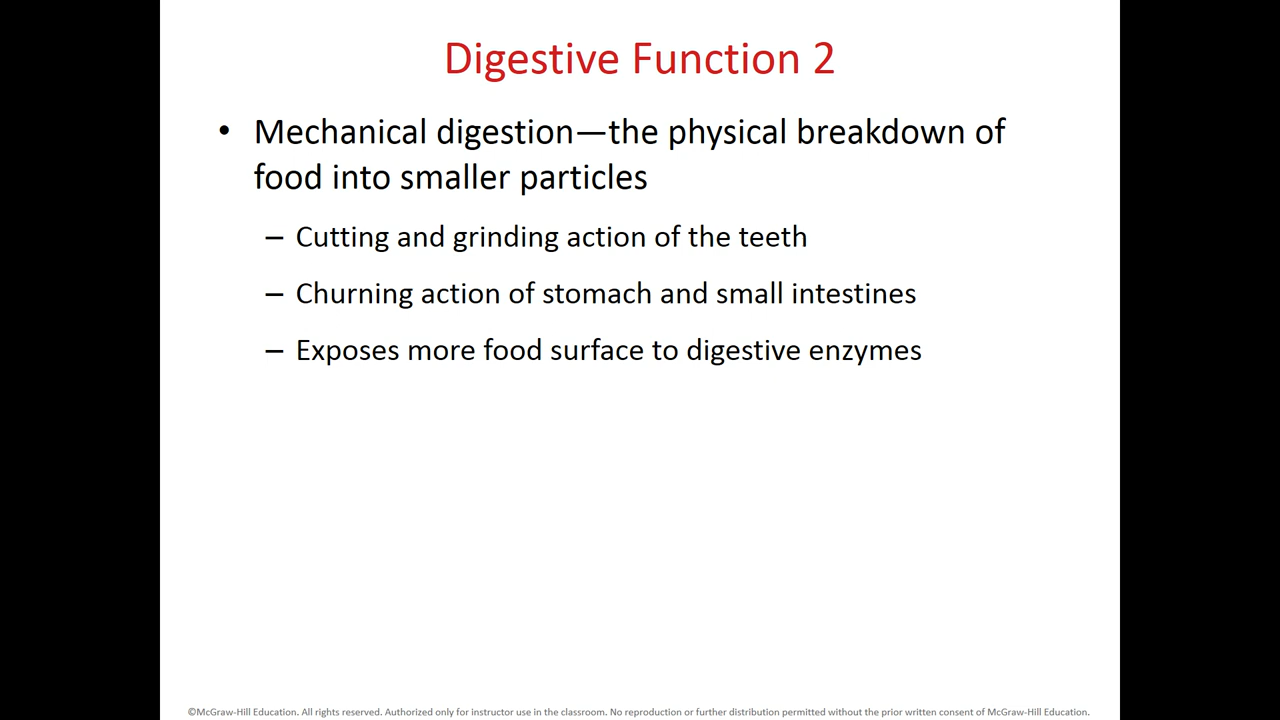 Digestive Function 2
• Mechanical digestion—the physical breakdown of
food into smaller particles
– Cutting and grinding action of the teeth
– Churning action of stomach and small intestines
– Exposes more food surface to digestive enzymes
©McGraw-Hill Education. All rights reserved. Authorized only for instructor use in the classroom. No reproduction or further distribution permitted without the prior written consent of McGraw-Hill Education.